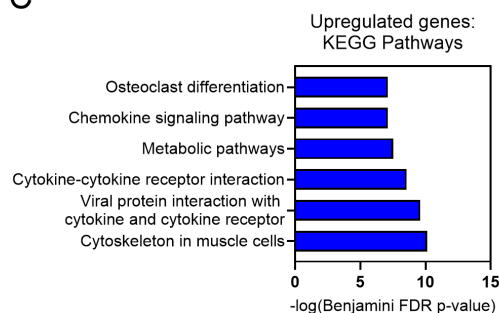 Upregulated genes:
KEGG Pathways
Osteoclast differentiation
Chemokine signaling pathway
Metabolic pathways
Cytokine-cytokine receptor interaction
Viral protein interaction with
cytokine and cytokine receptor
Cytoskeleton in muscle cells
0 5 10 15
-log(Benjamini FDR p-value)